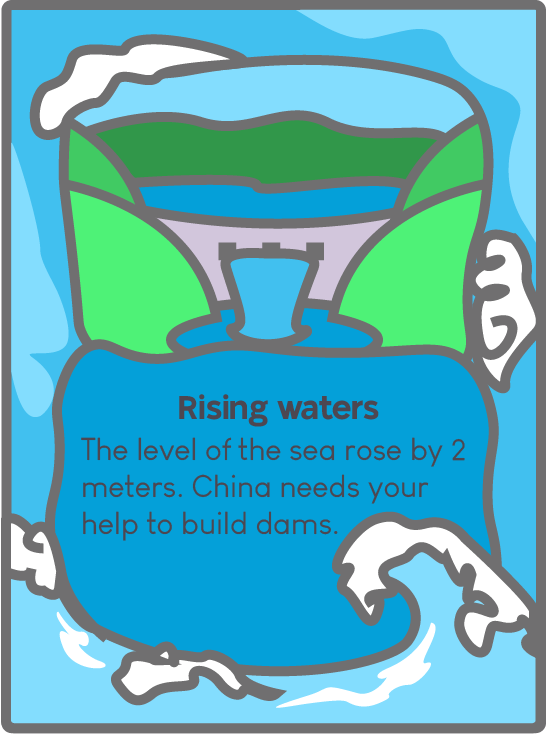 Rising waters
The level of the sea rose by 2
meters. China needs your
help to build dams.